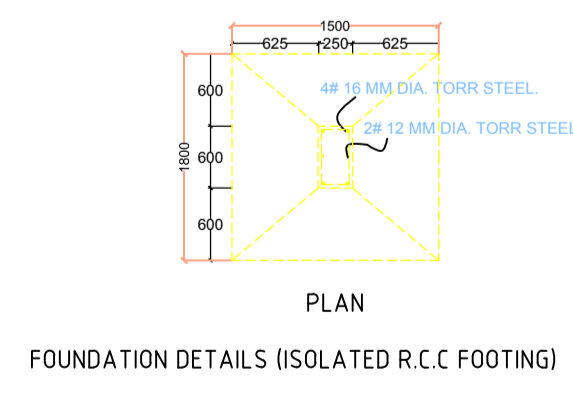 1500
625 250 625
600
4# 16 MM DIA. TORR STEEL.
2# 12 MM DIA. TORR STEEL
1800
600
600
PLAN
FOUNDATION DETAILS (ISOLATED R.C.C FOOTING)